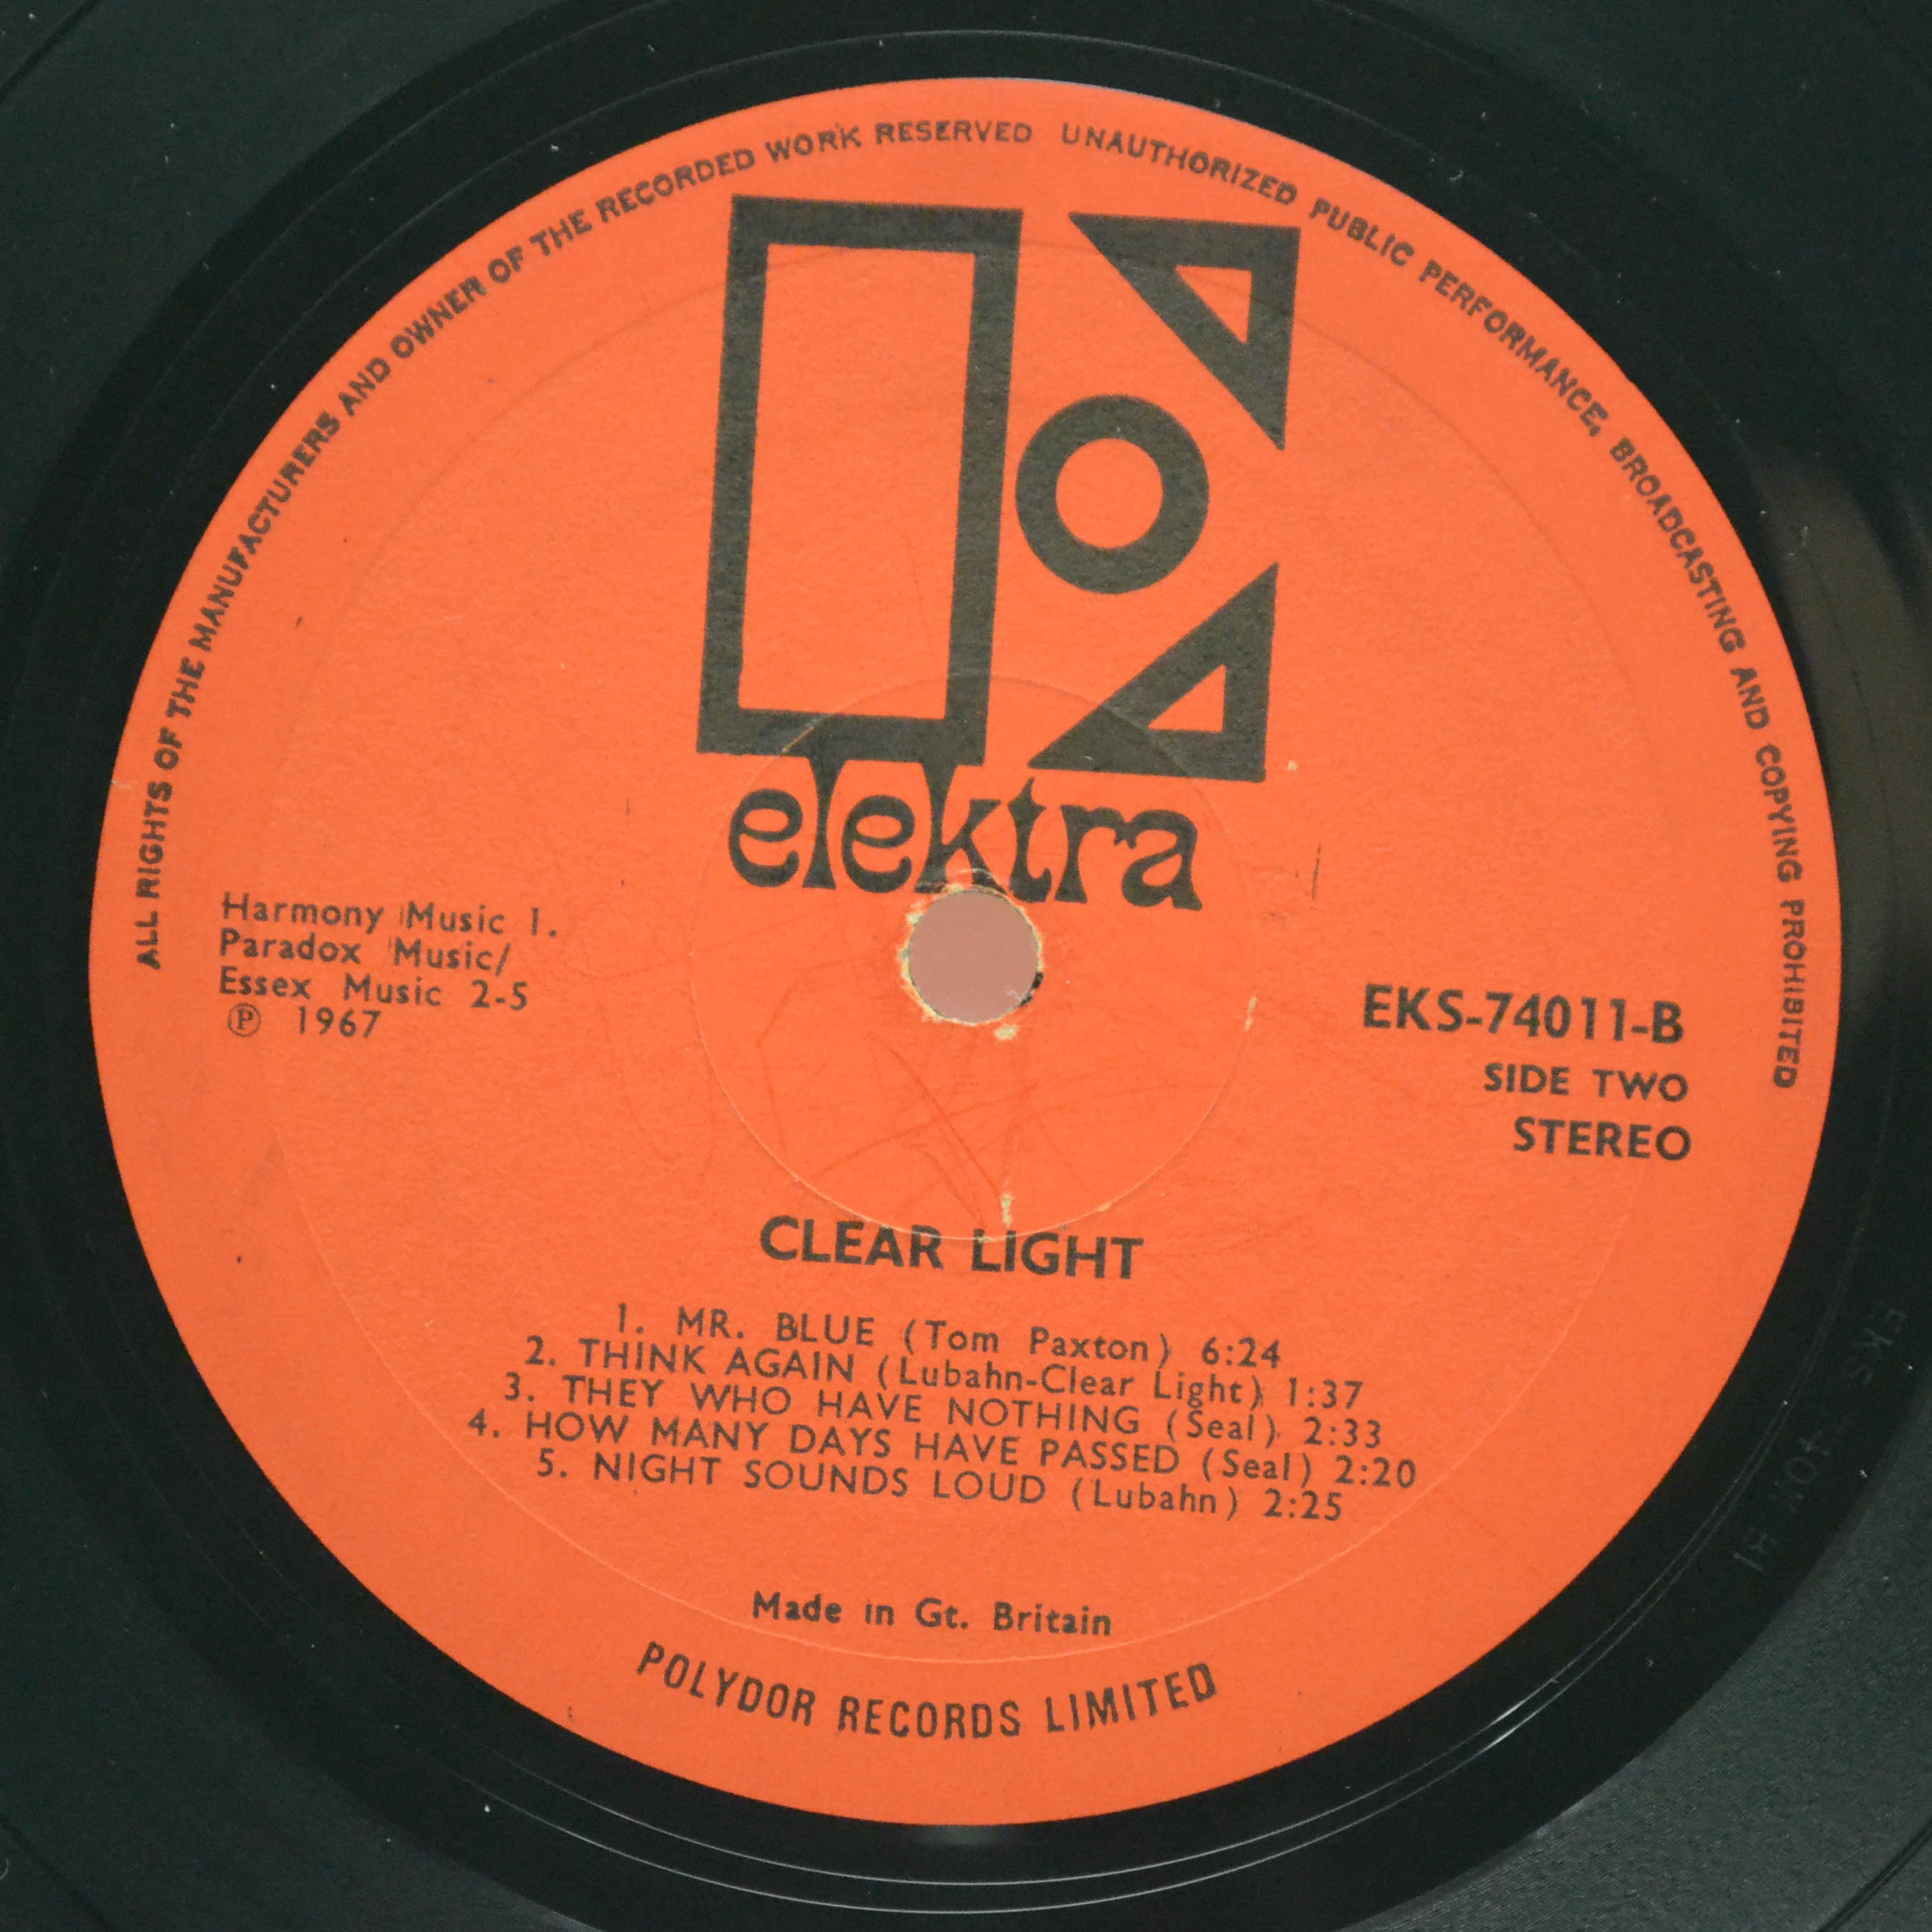 ALL RIGHTS OF THE MANUFACTURERS AND OWNER OF THE RECORDED WORK RESERVED UNAUTHORIZED PUBLIC PERFORMANCE, BROADCASTING AND COPYING PROHIBITED
elektra
Harmony Music 1.
Paradox Music/
Essex Music 2-5
℗ 1967
EKS-74011-B
SIDE TWO
STEREO
CLEAR LIGHT
1. MR. BLUE (Tom Paxton) 6:24
2. THINK AGAIN (Lubahn-Clear Light) 1:37
3. THEY WHO HAVE NOTHING (Seal) 2:33
4. HOW MANY DAYS HAVE PASSED (Seal) 2:20
5. NIGHT SOUNDS LOUD (Lubahn) 2:25
Made in Gt. Britain
POLYDOR RECORDS LIMITED